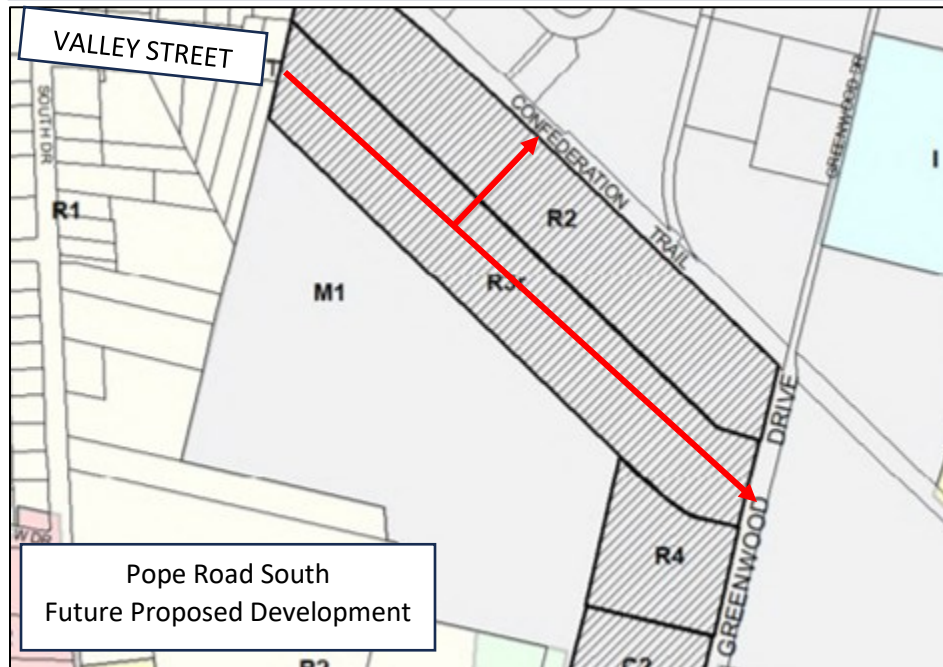 VALLEY STREET
SOUTH DR
CONFEDERATION
TRAIL
GREENWOOD DR
I
R1
R2
M1
DRIVE
GREENWOOD
R4
W DR
Pope Road South
Future Proposed Development